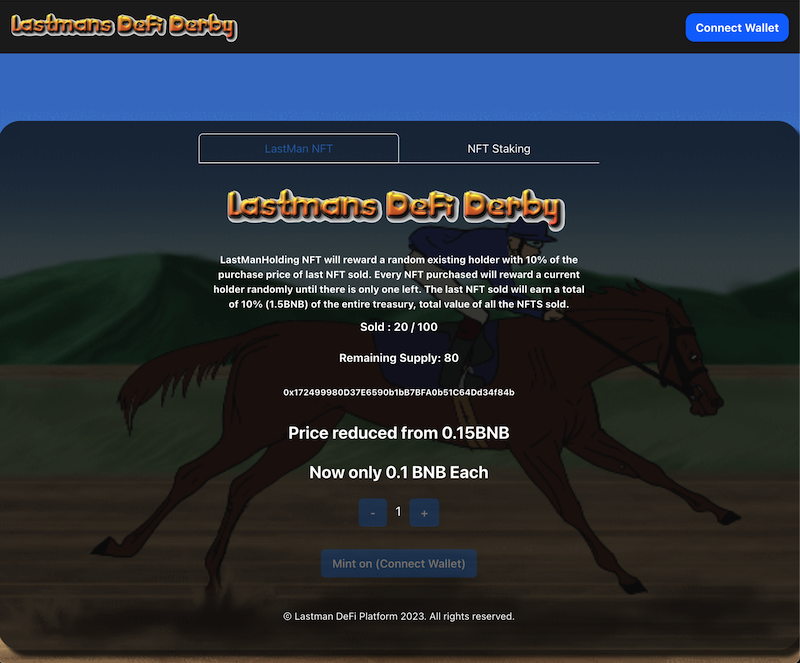 Lastmans DeFi Derby
Connect Wallet
LastMan NFT
NFT Staking
Lastmans DeFi Derby
LastManHolding NFT will reward a random existing holder with 10% of the
purchase price of last NFT sold. Every NFT purchased will reward a current
holder randomly until there is only one left. The last NFT sold will earn a total
of 10% (1.5BNB) of the entire treasury, total value of all the NFTS sold.
Sold : 20 / 100
Remaining Supply: 80
0x172499980D37E6590b1bB7BFA0b51C64Dd34f84b
Price reduced from 0.15BNB
Now only 0.1 BNB Each
- 1 +
Mint on (Connect Wallet)
© Lastman DeFi Platform 2023. All rights reserved.